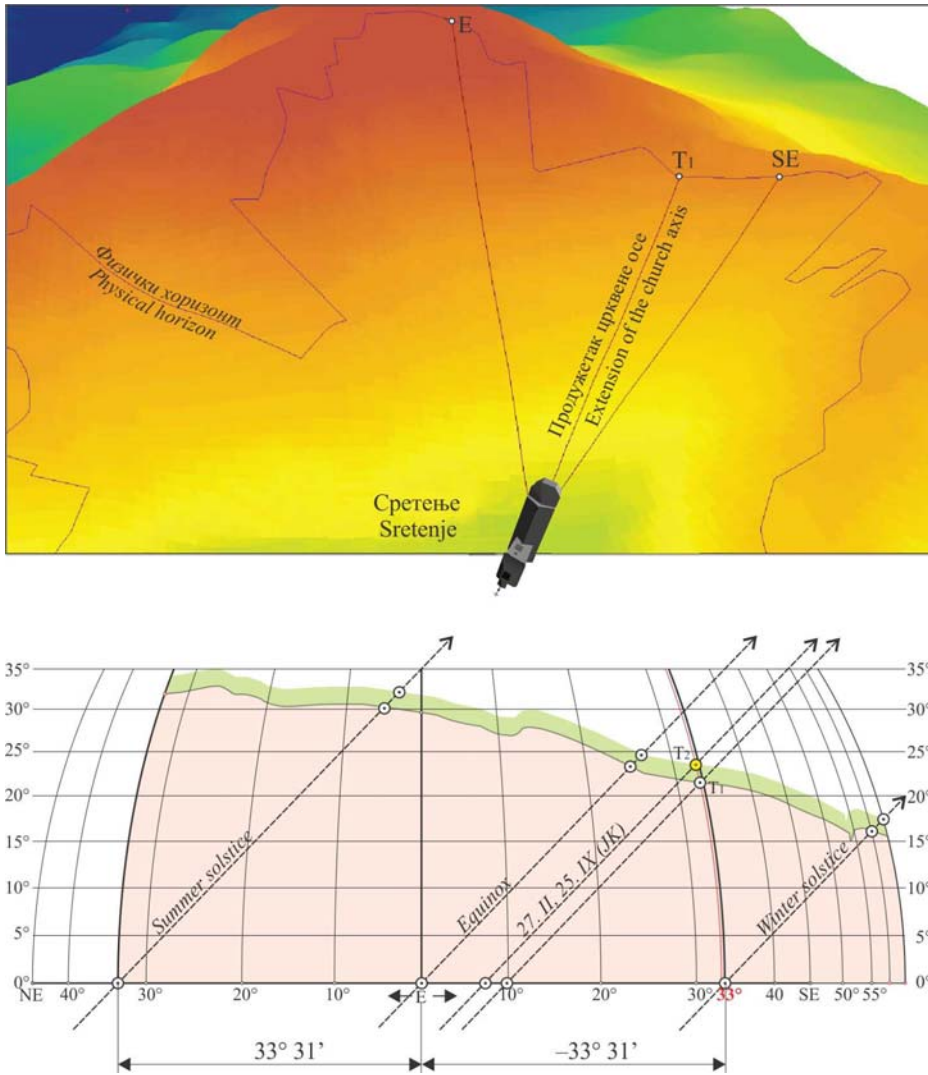 E
T1
SE
Физички хоризонт
Physical horizon
Продужетак црквене осе
Extension of the church axis
Сретење
Sretenje
35° 35°
30° 30°
25° 25°
20° 20°
15° 15°
10° 10°
5° 5°
0° 0°
T2
T1
Summer solstice
Equinox
27. II, 25. IX (JK)
Winter solstice
NE 40° 30° 20° 10° E 10° 20° 30° 33° 40 SE 50° 55°
33° 31’ –33° 31’